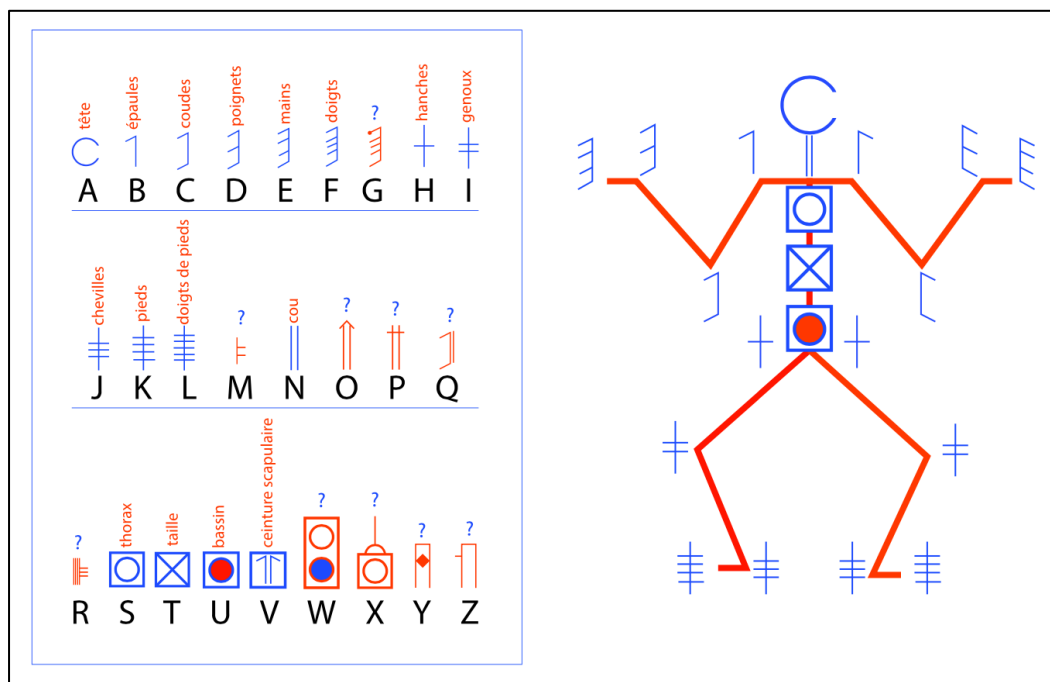 tête épaules coudes poignets mains doigts ? hanches genoux
A B C D E F G H I
chevilles pieds doigts de pieds ? cou ? ? ?
J K L M N O P Q
? thorax taille bassin ceinture scapulaire ? ? ? ?
R S T U V W X Y Z